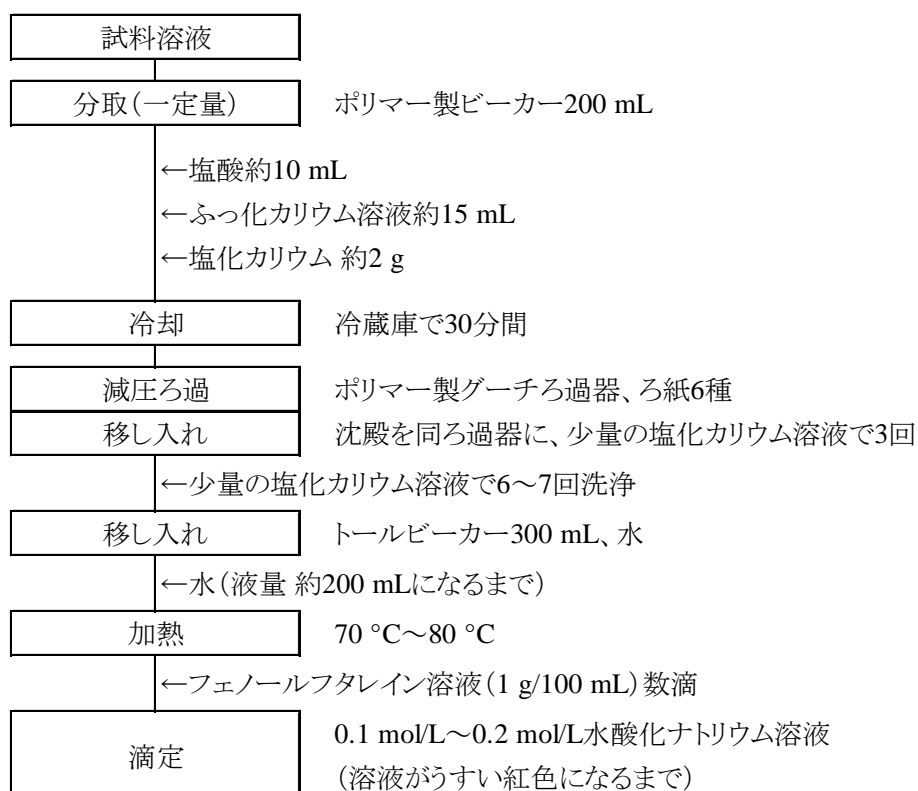 試料溶液
分取(一定量) ポリマー製ビーカー200 mL
←塩酸約10 mL
←ふっ化カリウム溶液約15 mL
←塩化カリウム 約2 g
冷却 冷蔵庫で30分間
減圧ろ過 ポリマー製グーチろ過器、ろ紙6種
移し入れ 沈殿を同ろ過器に、少量の塩化カリウム溶液で3回
←少量の塩化カリウム溶液で6～7回洗浄
移し入れ トールビーカー300 mL、水
←水(液量 約200 mLになるまで)
加熱 70 °C～80 °C
←フェノールフタレイン溶液(1 g/100 mL)数滴
滴定 0.1 mol/L～0.2 mol/L水酸化ナトリウム溶液
(溶液がうすい紅色になるまで)